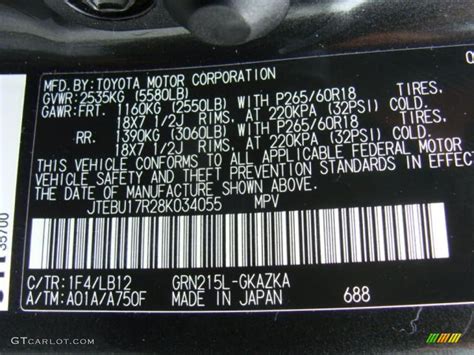 MFD.BY:TOYOTA MOTOR CORPORATION
GVWR:2535KG (5580LB)
GAWR:FRT. 1160KG (2550LB) WITH P265/60R18 TIRES,
18X7 1/2J RIMS, AT 220KPA (32PSI) COLD.
RR. 1390KG (3060LB) WITH P265/60R18 TIRES,
18X7 1/2J RIMS, AT 220KPA (32PSI) COLD.
THIS VEHICLE CONFORMS TO ALL APPLICABLE FEDERAL MOTOR
VEHICLE SAFETY AND THEFT PREVENTION STANDARDS IN EFFECT
THE DATE OF MANUFACTURE SHOWN ABOVE.
JTEBU17R28K034055 MPV
C/TR:1F4/LB12 GRN215L-GKAZKA
A/TM:A01A/A750F MADE IN JAPAN 688
35700
GTCARLOT.COM